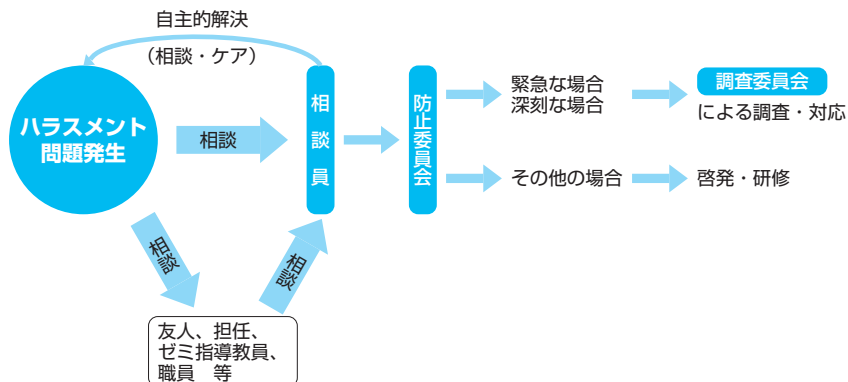 自主的解決
（相談・ケア）
ハラスメント
問題発生
相談
相談員
防止委員会
緊急な場合
深刻な場合
調査委員会
による調査・対応
その他の場合
啓発・研修
相談
相談
友人、担任、
ゼミ指導教員、
職員　等